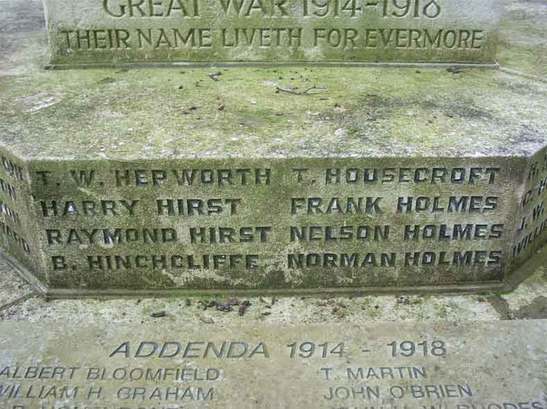 GREAT WAR 1914-1918
THEIR NAME LIVETH FOR EVERMORE
T. W. HEPWORTH T. HOUSECROFT
HARRY HIRST FRANK HOLMES
RAYMOND HIRST NELSON HOLMES
B. HINCHCLIFFE NORMAN HOLMES
ADDENDA 1914 - 1918
ALBERT BLOOMFIELD T. MARTIN
WILLIAM H. GRAHAM JOHN O'BRIEN